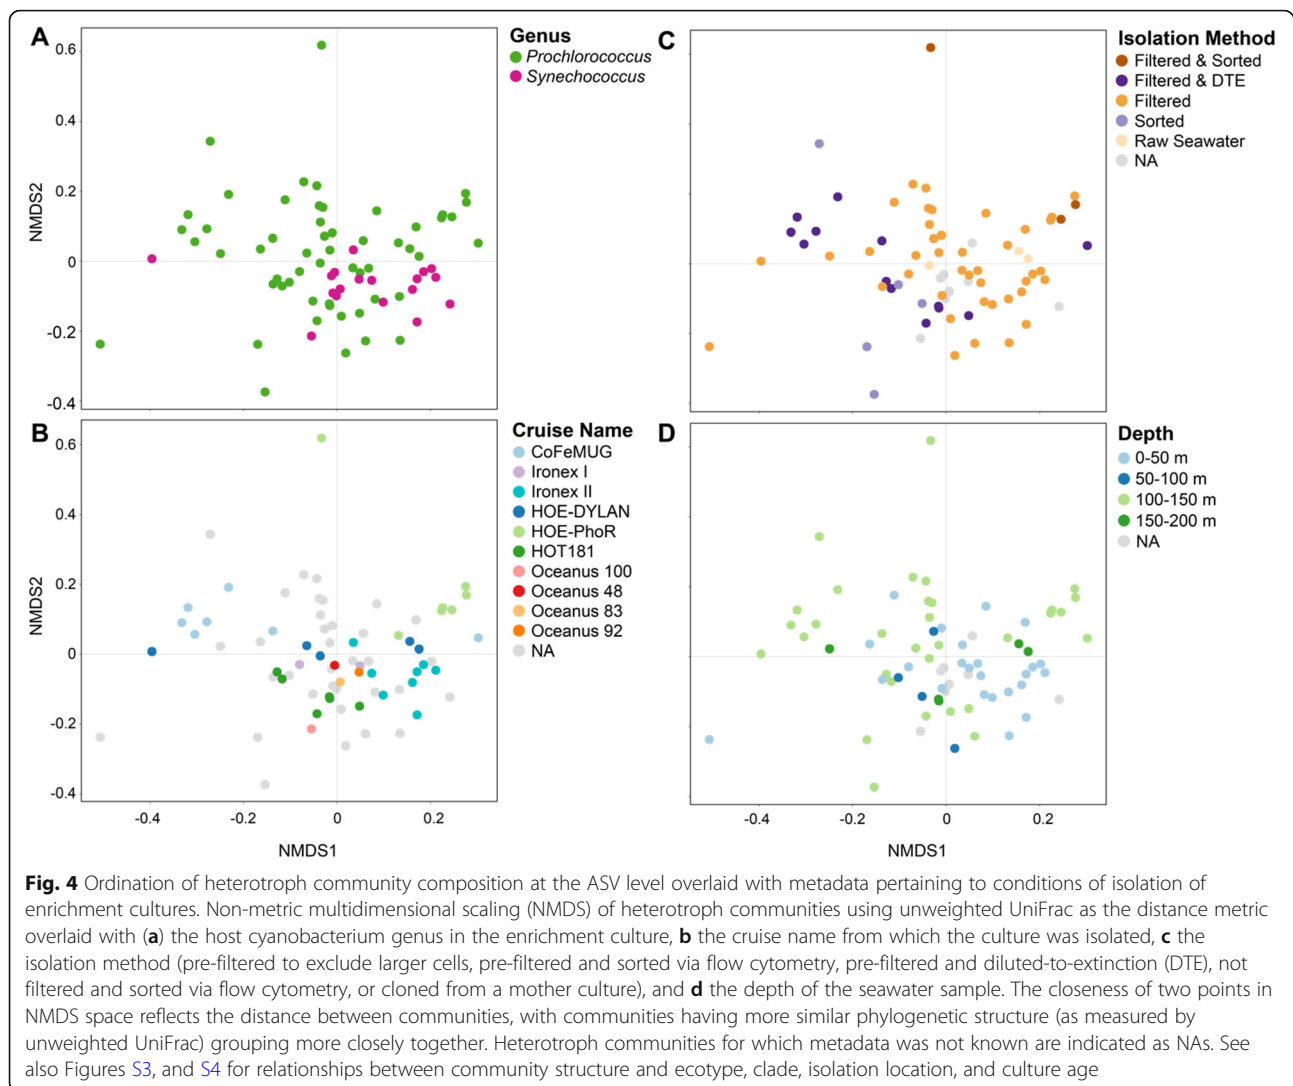 A
Genus
Prochlorococcus
Synechococcus
NMDS2
0.6
0.4
0.2
0
-0.2
-0.4
C
Isolation Method
Filtered & Sorted
Filtered & DTE
Filtered
Sorted
Raw Seawater
NA
B
Cruise Name
CoFeMUG
Ironex I
Ironex II
HOE-DYLAN
HOE-PhoR
HOT181
Oceanus 100
Oceanus 48
Oceanus 83
Oceanus 92
NA
NMDS2
0.6
0.4
0.2
0
-0.2
-0.4
-0.4
-0.2
0
0.2
NMDS1
D
Depth
0-50 m
50-100 m
100-150 m
150-200 m
NA
-0.4
-0.2
0
0.2
NMDS1
Fig. 4 Ordination of heterotroph community composition at the ASV level overlaid with metadata pertaining to conditions of isolation of
enrichment cultures. Non-metric multidimensional scaling (NMDS) of heterotroph communities using unweighted UniFrac as the distance metric
overlaid with (a) the host cyanobacterium genus in the enrichment culture, b the cruise name from which the culture was isolated, c the
isolation method (pre-filtered to exclude larger cells, pre-filtered and sorted via flow cytometry, pre-filtered and diluted-to-extinction (DTE), not
filtered and sorted via flow cytometry, or cloned from a mother culture), and d the depth of the seawater sample. The closeness of two points in
NMDS space reflects the distance between communities, with communities having more similar phylogenetic structure (as measured by
unweighted UniFrac) grouping more closely together. Heterotroph communities for which metadata was not known are indicated as NAs. See
also Figures S3, and S4 for relationships between community structure and ecotype, clade, isolation location, and culture age